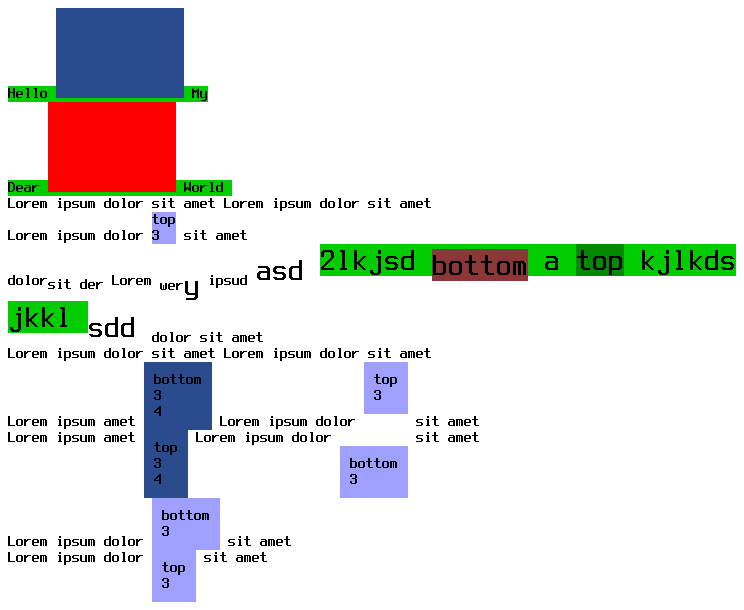 Hello My
Dear World
Lorem ipsum dolor sit amet Lorem ipsum dolor sit amet
top
Lorem ipsum dolor 3 sit amet
dolorsit der Lorem wery ipsud asd 2lkjsd bottom a top kjlkds
jkkl sdd dolor sit amet
Lorem ipsum dolor sit amet Lorem ipsum dolor sit amet
bottom top
3 3
4
Lorem ipsum amet Lorem ipsum dolor sit amet
Lorem ipsum amet Lorem ipsum dolor sit amet
top
3 bottom
4 3
bottom
3
Lorem ipsum dolor sit amet
Lorem ipsum dolor sit amet
top
3